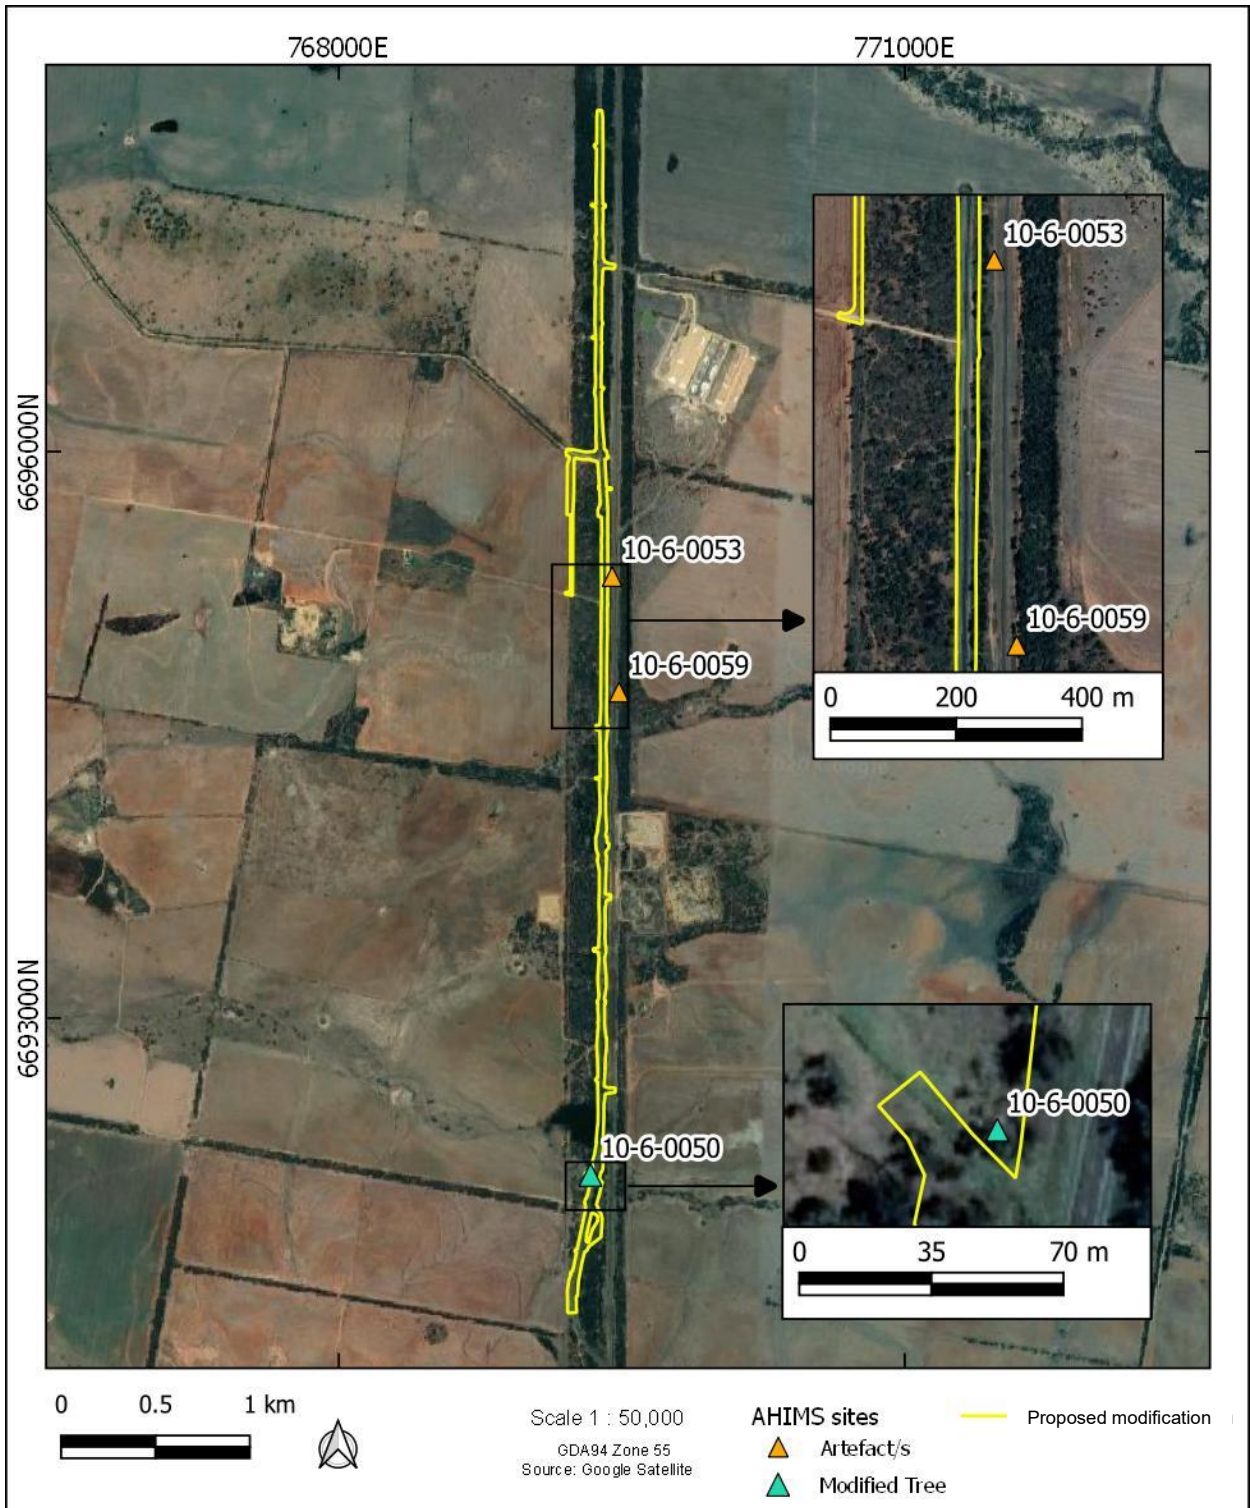 768000E 771000E
6696000N
6693000N
10-6-0053
10-6-0059
10-6-0050
10-6-0053
10-6-0059
0 200 400 m
10-6-0050
0 35 70 m
0 0.5 1 km
Scale 1 : 50,000
GDA94 Zone 55
Source: Google Satellite
AHIMS sites
Artefact/s
Modified Tree
Proposed modification